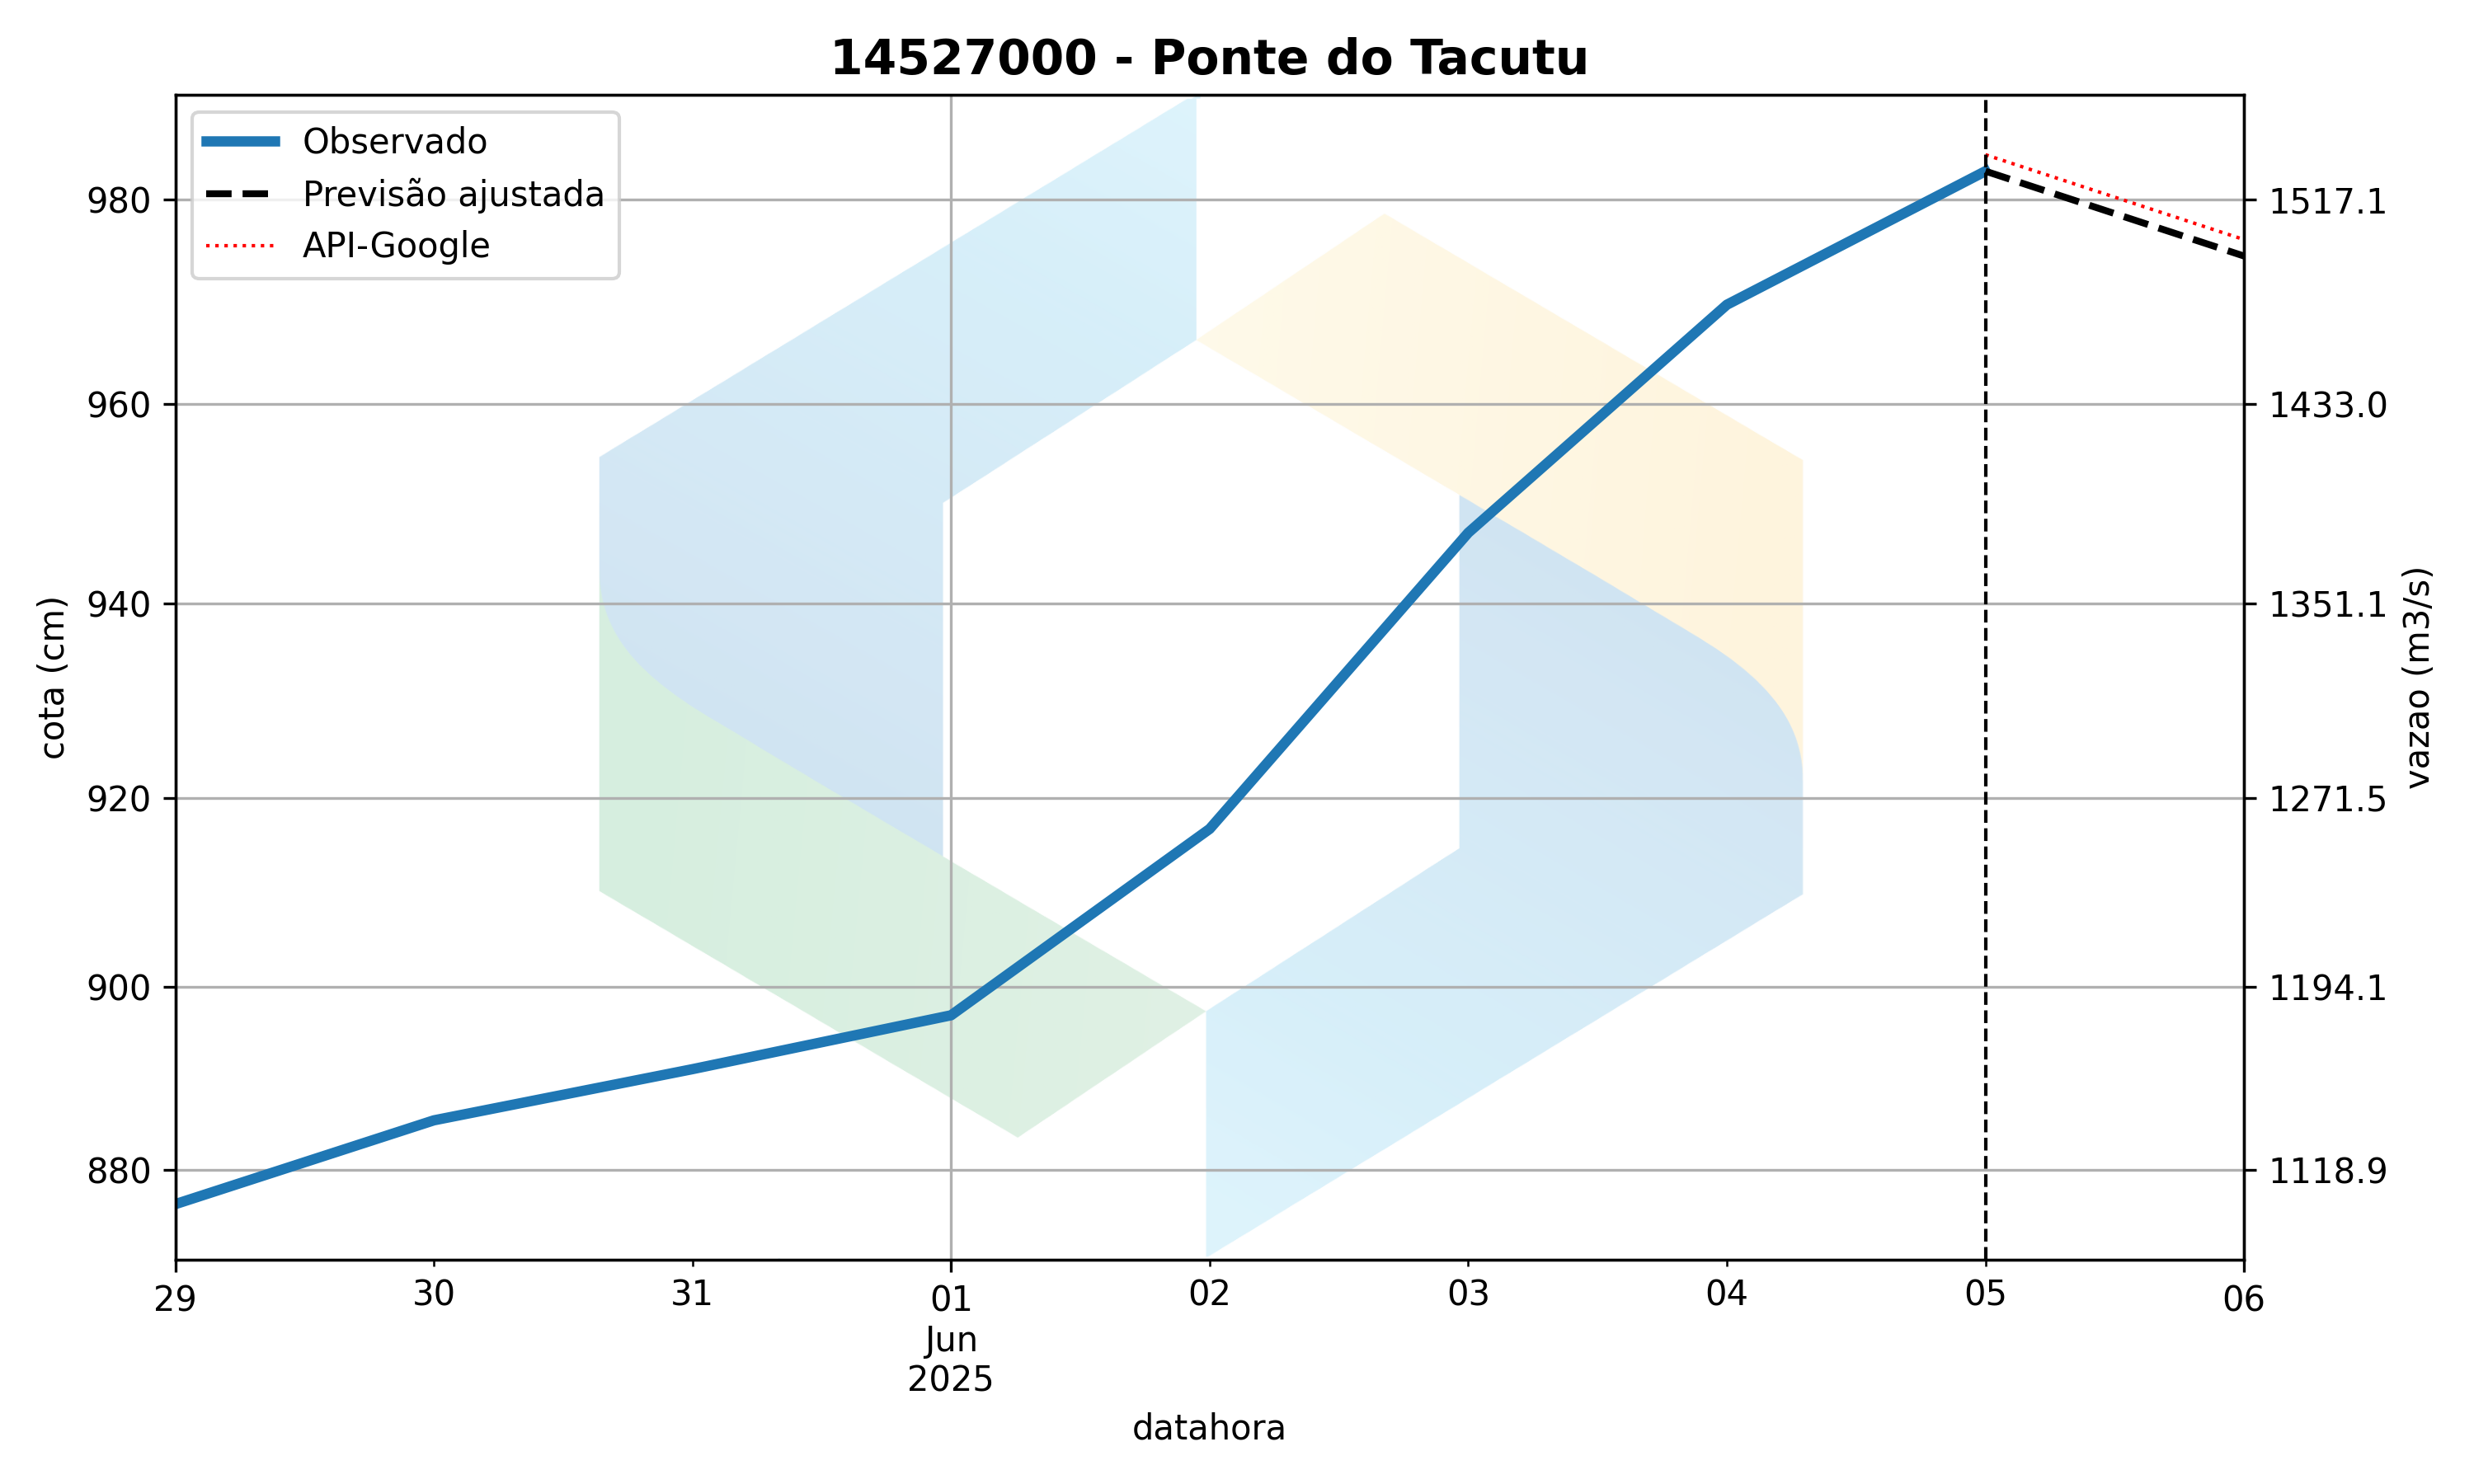 14527000 - Ponte do Tacutu
Observado
Previsão ajustada
API-Google
980
960
940
920
900
880
cota (cm)
1517.1
1433.0
1351.1
1271.5
1194.1
1118.9
vazao (m3/s)
29 30 31 01 02 03 04 05 06
Jun
2025
datahora